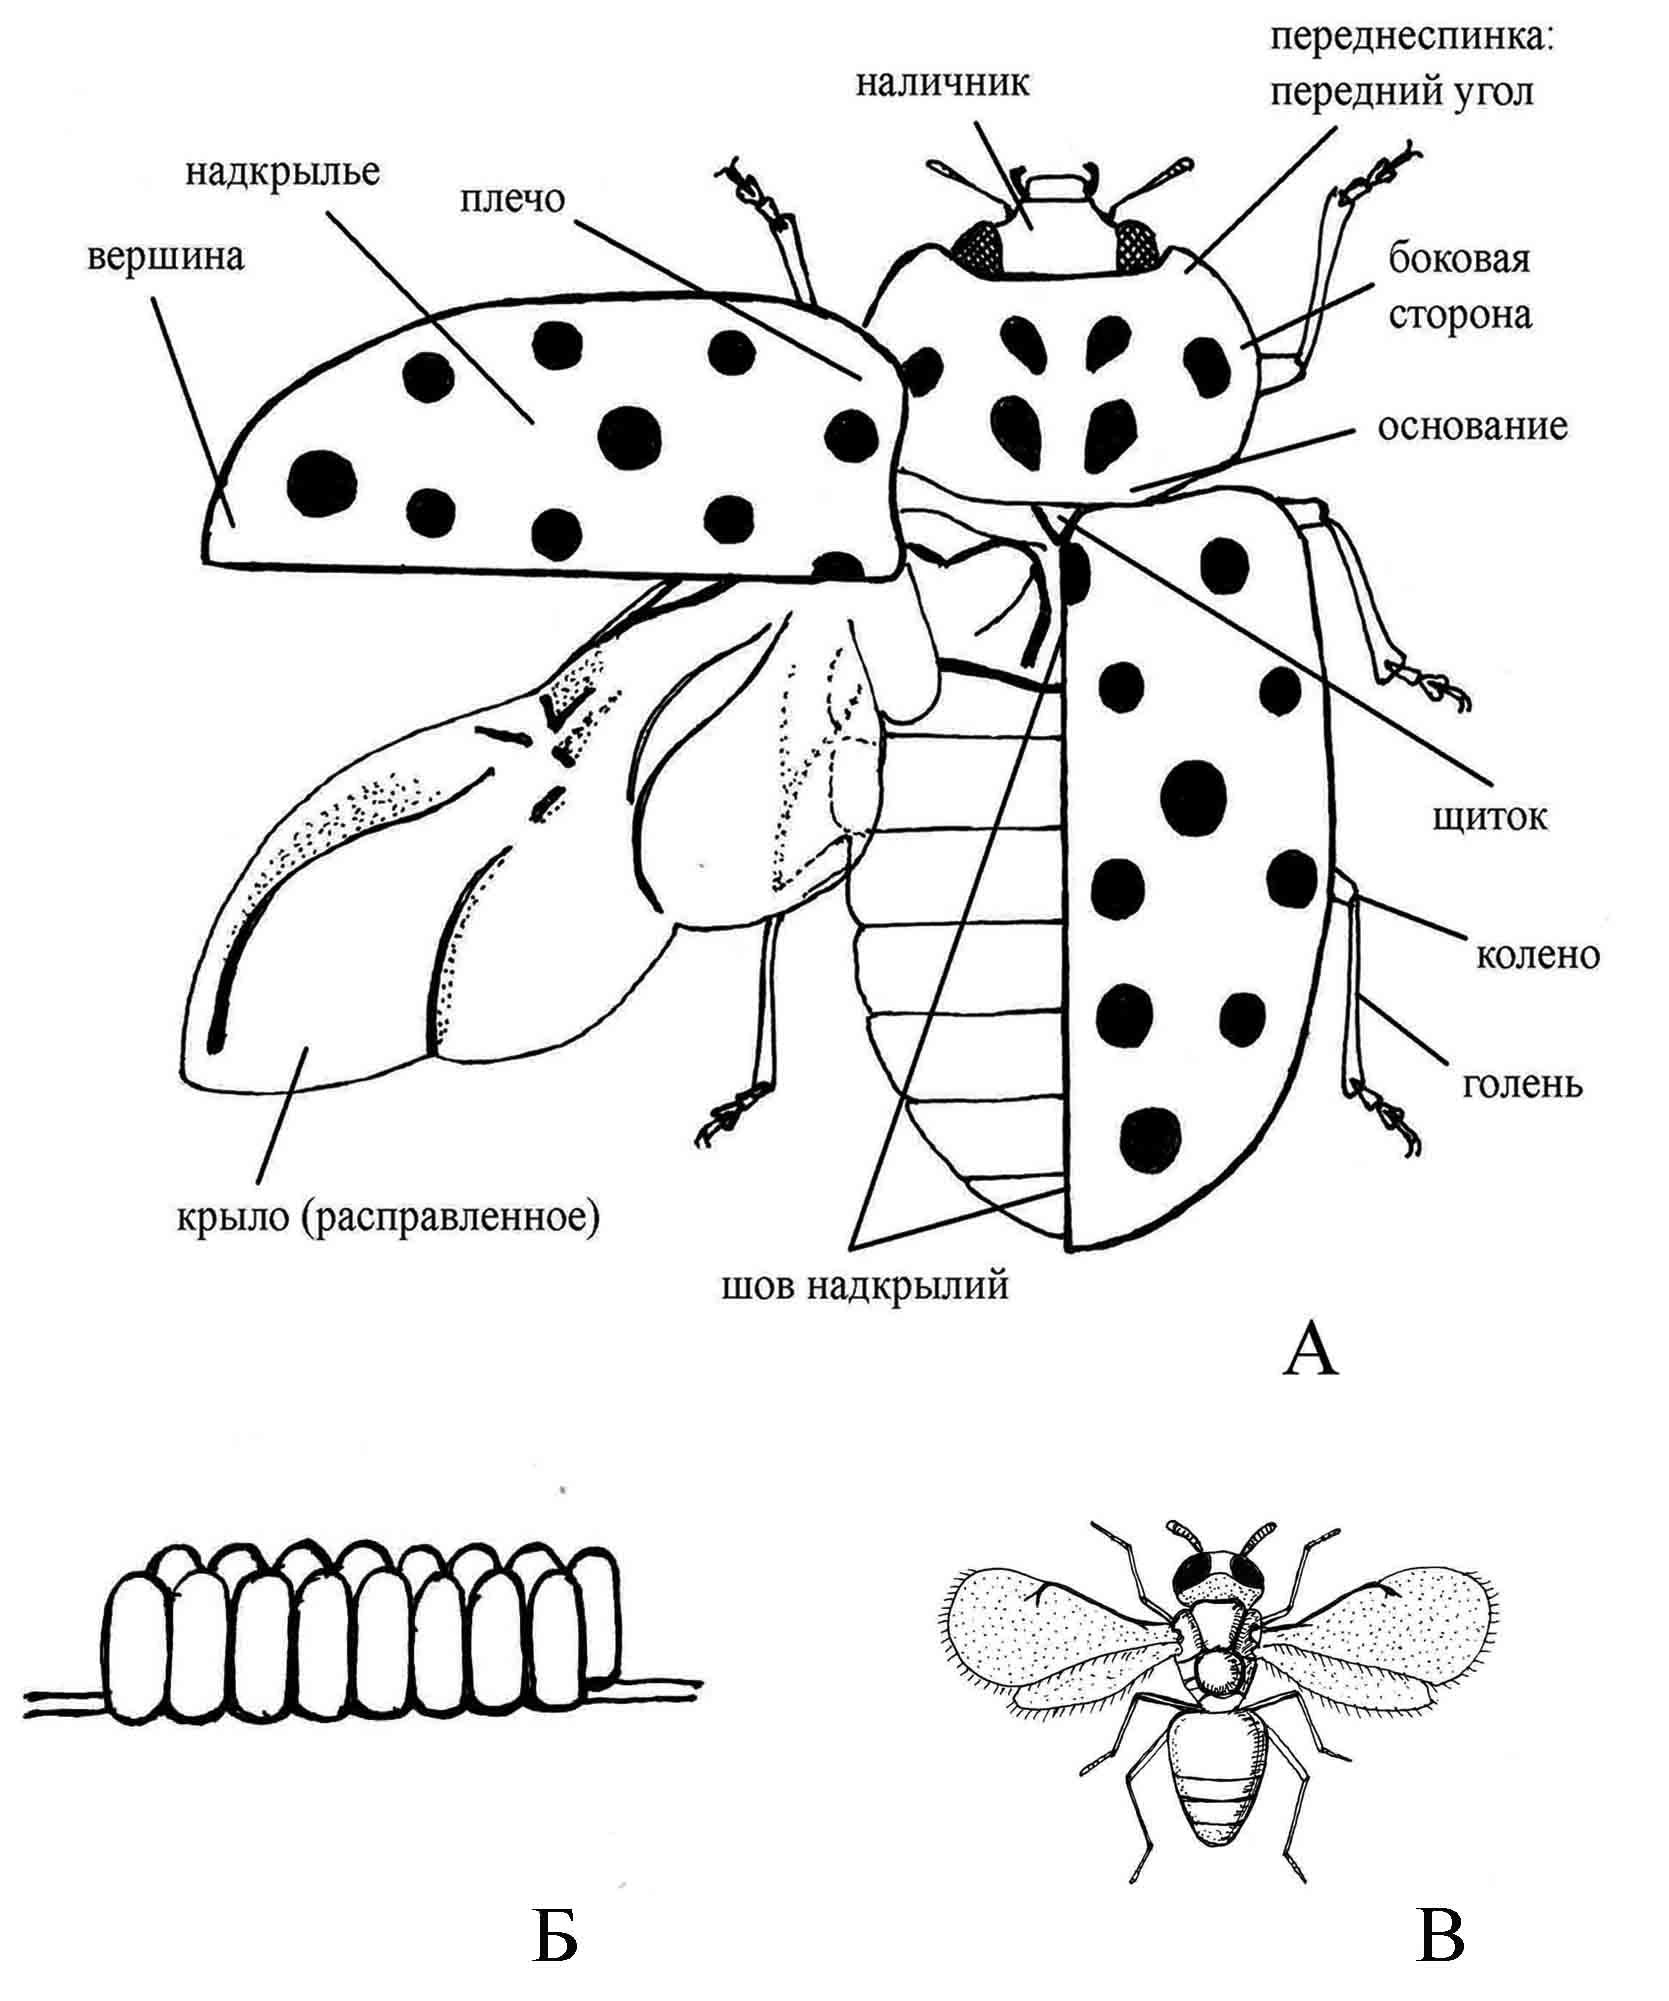 переднеспинка:
передний угол
наличник
надкрылье
плечо
вершина
боковая
сторона
основание
щиток
колено
голень
крыло (расправленное)
шов надкрылий
А
Б
В